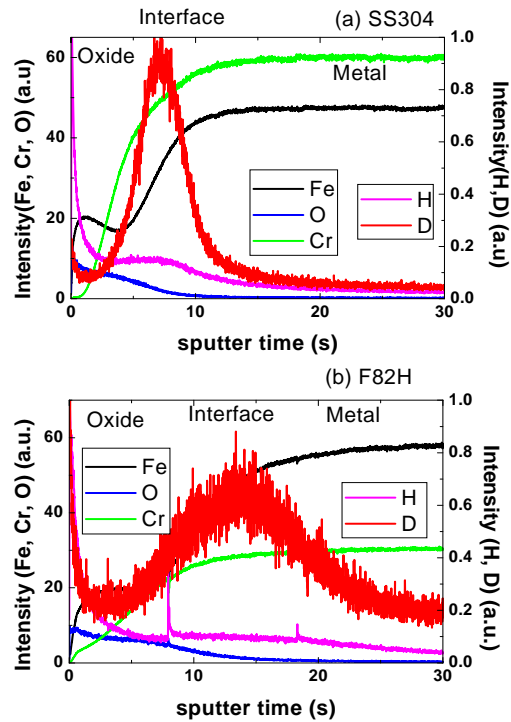 (a) SS304
Interface
Oxide
Metal
Intensity(Fe, Cr, O) (a.u)
60
40
20
0
Intensity(H,D) (a.u)
1.0
0.8
0.6
0.4
0.2
0.0
Fe
O
Cr
H
D
0 10 20 30
sputter time (s)
(b) F82H
Oxide
Interface
Metal
Intensity (Fe, Cr, O) (a.u.)
60
40
20
0
Intensity (H, D) (a.u.)
1.0
0.8
0.6
0.4
0.2
0.0
Fe
O
Cr
H
D
0 10 20 30
sputter time (s)